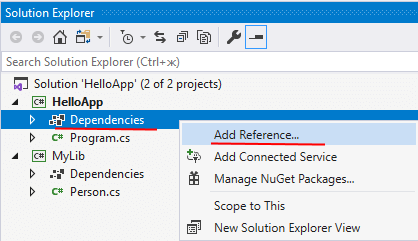 Solution Explorer
Search Solution Explorer (Ctrl+ж)
Solution 'HelloApp' (2 of 2 projects)
C# HelloApp
Dependencies
Program.cs
C# MyLib
Dependencies
C# Person.cs
Add Reference...
Add Connected Service
Manage NuGet Packages...
Scope to This
New Solution Explorer View